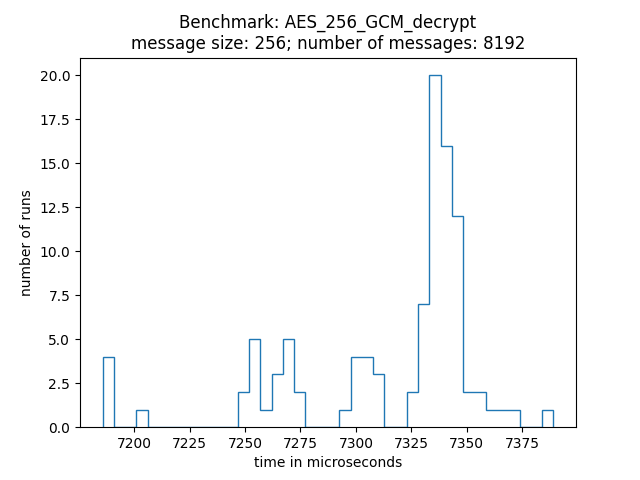 Benchmark: AES_256_GCM_decrypt
message size: 256; number of messages: 8192
20.0
17.5
15.0
12.5
10.0
7.5
5.0
2.5
0.0
number of runs
7200 7225 7250 7275 7300 7325 7350 7375
time in microseconds